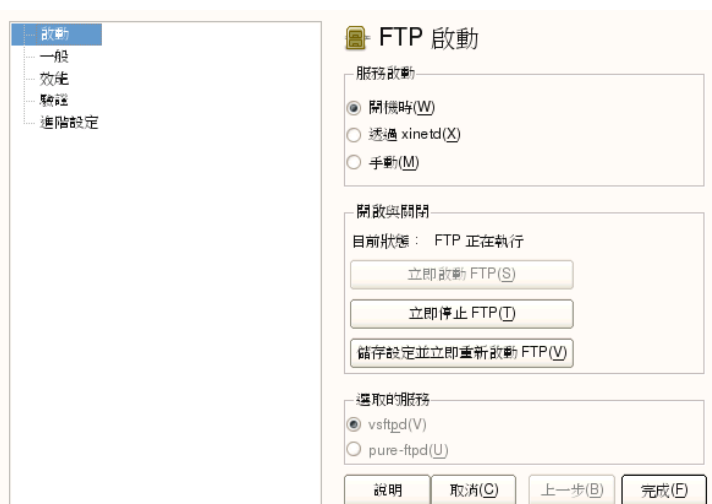 啟動
一般
效能
驗證
進階設定
FTP 啟動
服務啟動
開機時(W)
透過 xinetd(X)
手動(M)
開啟與關閉
目前狀態： FTP 正在執行
立即啟動 FTP(S)
立即停止 FTP(T)
儲存設定並立即重新啟動 FTP(V)
選取的服務
vsftpd(V)
pure-ftpd(U)
說明 取消(C) 上一步(B) 完成(F)